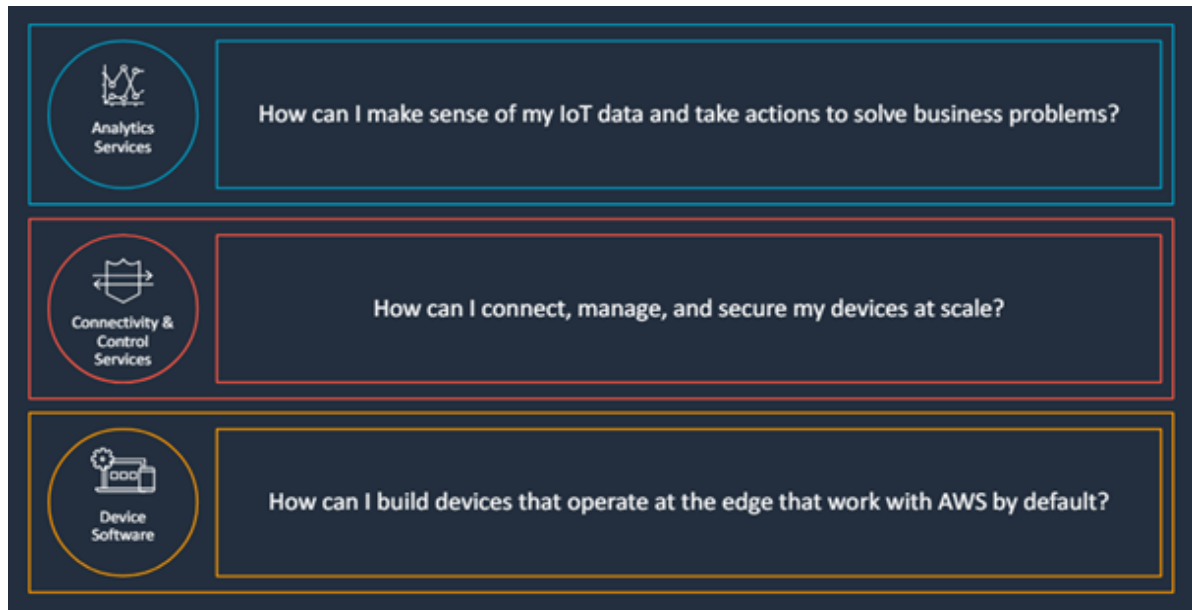 Analytics
Services
How can I make sense of my IoT data and take actions to solve business problems?
Connectivity &
Control
Services
How can I connect, manage, and secure my devices at scale?
Device
Software
How can I build devices that operate at the edge that work with AWS by default?